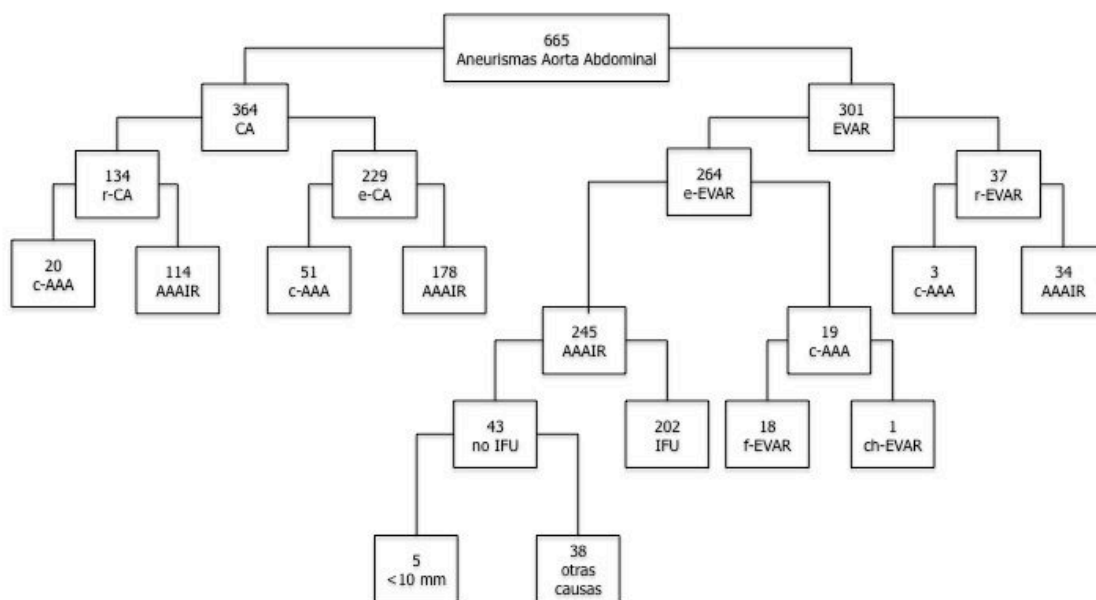 665
Aneurismas Aorta Abdominal
364
CA
301
EVAR
134
r-CA
229
e-CA
264
e-EVAR
37
r-EVAR
20
c-AAA
114
AAAIR
51
c-AAA
178
AAAIR
3
c-AAA
34
AAAIR
245
AAAIR
19
c-AAA
43
no IFU
202
IFU
18
f-EVAR
1
ch-EVAR
5
<10 mm
38
otras
causas